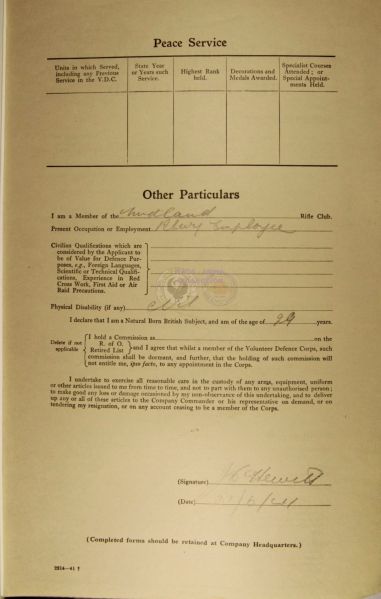 Peace Service
Units in which Served, including any Previous Service in the V.D.C.
State Year or Years such Service.
Highest Rank held.
Decorations and Medals Awarded.
Specialist Courses Attended; or Special Appointments Held.
Other Particulars
I am a Member of the Midland Rifle Club.
Present Occupation or Employment Rlwy Employee
Civilian Qualifications which are
considered by the Applicant to
be of Value for Defence Pur-
poses, e.g., Foreign Languages,
Scientific or Technical Qualifi-
cations, Experience in Red
Cross Work, First Aid or Air
Raid Precautions.
Physical Disability (if any) Nil
I declare that I am a Natural Born British Subject, and am of the age of 29 years.
Delete if not applicable
I hold a Commission as on the
R. of O.
Retired List
and I agree that whilst a member of the Volunteer Defence Corps, such
commission shall be dormant, and further, that the holding of such commission will
not entitle me, ipso facto, to any appointment in the Corps.
I undertake to exercise all reasonable care in the custody of any arms, equipment, uniform
or other articles issued to me from time to time, and not to part with them to any unauthorised person;
to make good any loss or damage occasioned by my non-observance of this undertaking, and to deliver
up any or all of these articles to the Company Commander or his representative on demand, or on
tendering my resignation, or on any account ceasing to be a member of the Corps.
(Signature) Hewitt
(Date) /6/41
(Completed forms should be retained at Company Headquarters.)
2914—41 †